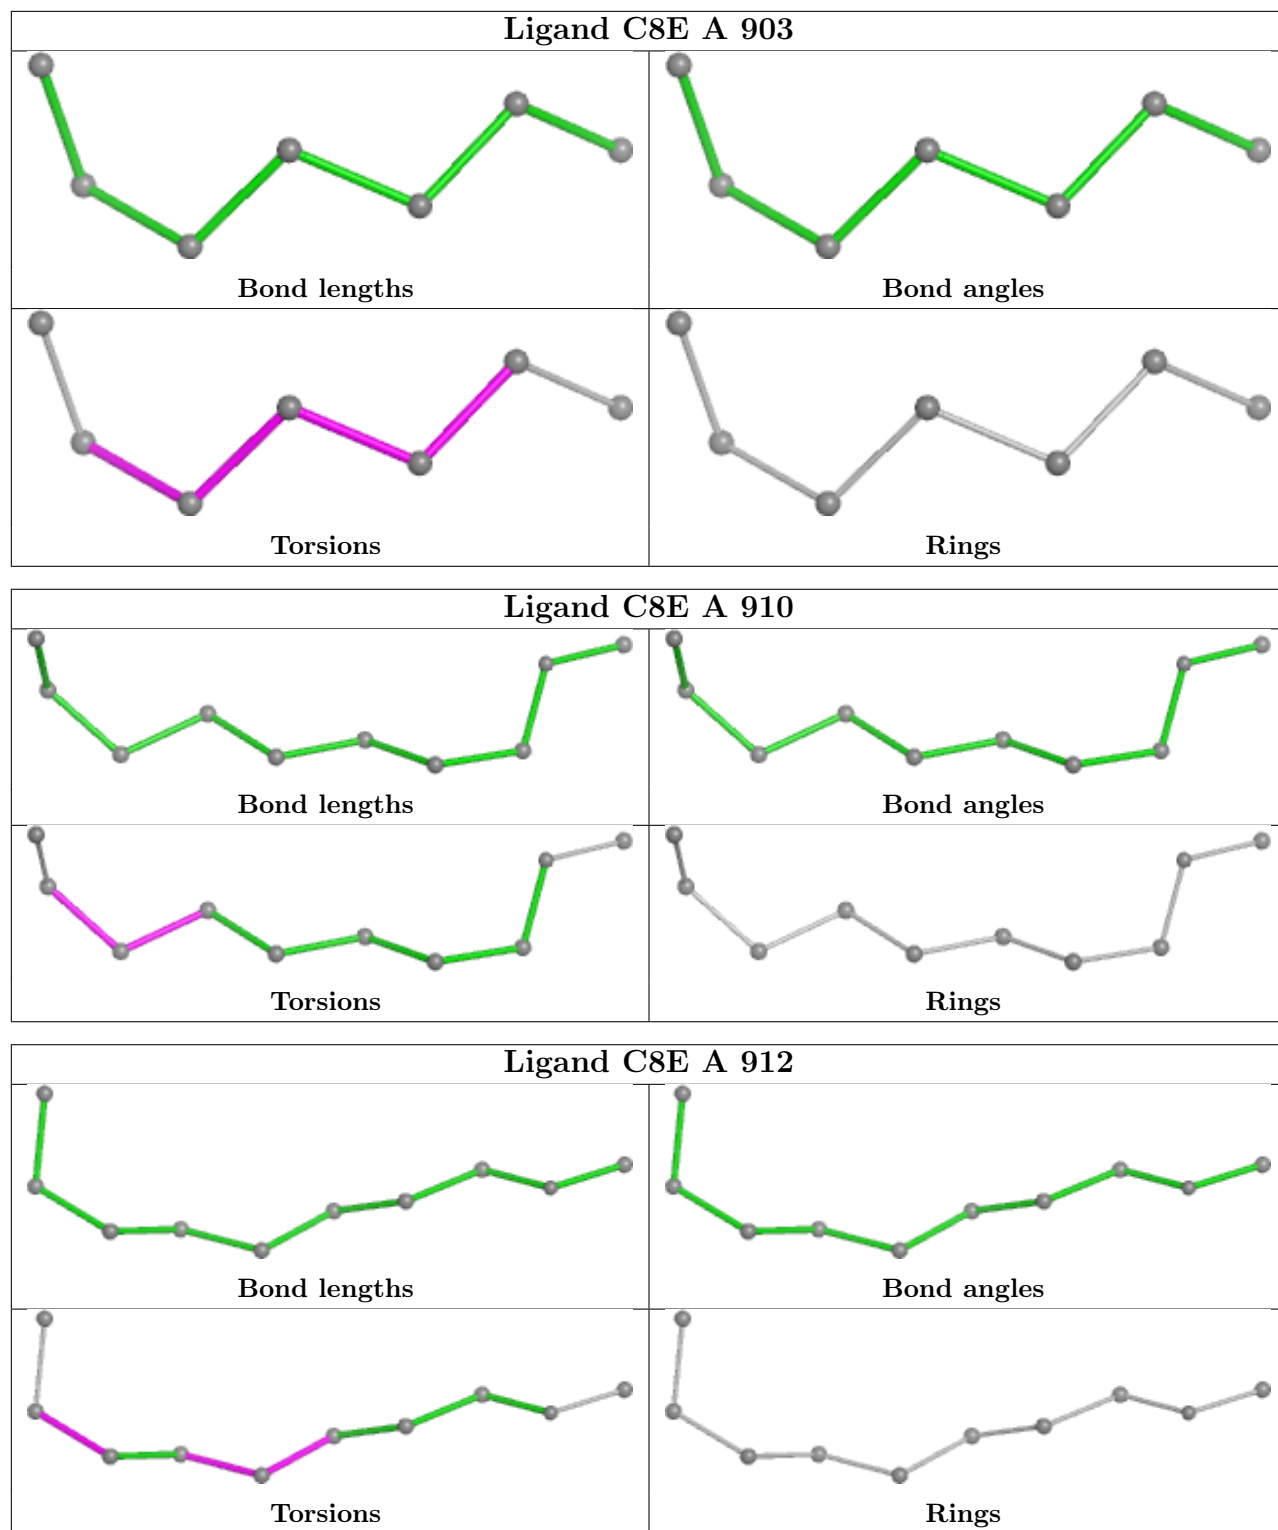 Ligand C8E A 903
Bond lengths
Bond angles
Torsions
Rings
Ligand C8E A 910
Bond lengths
Bond angles
Torsions
Rings
Ligand C8E A 912
Bond lengths
Bond angles
Torsions
Rings